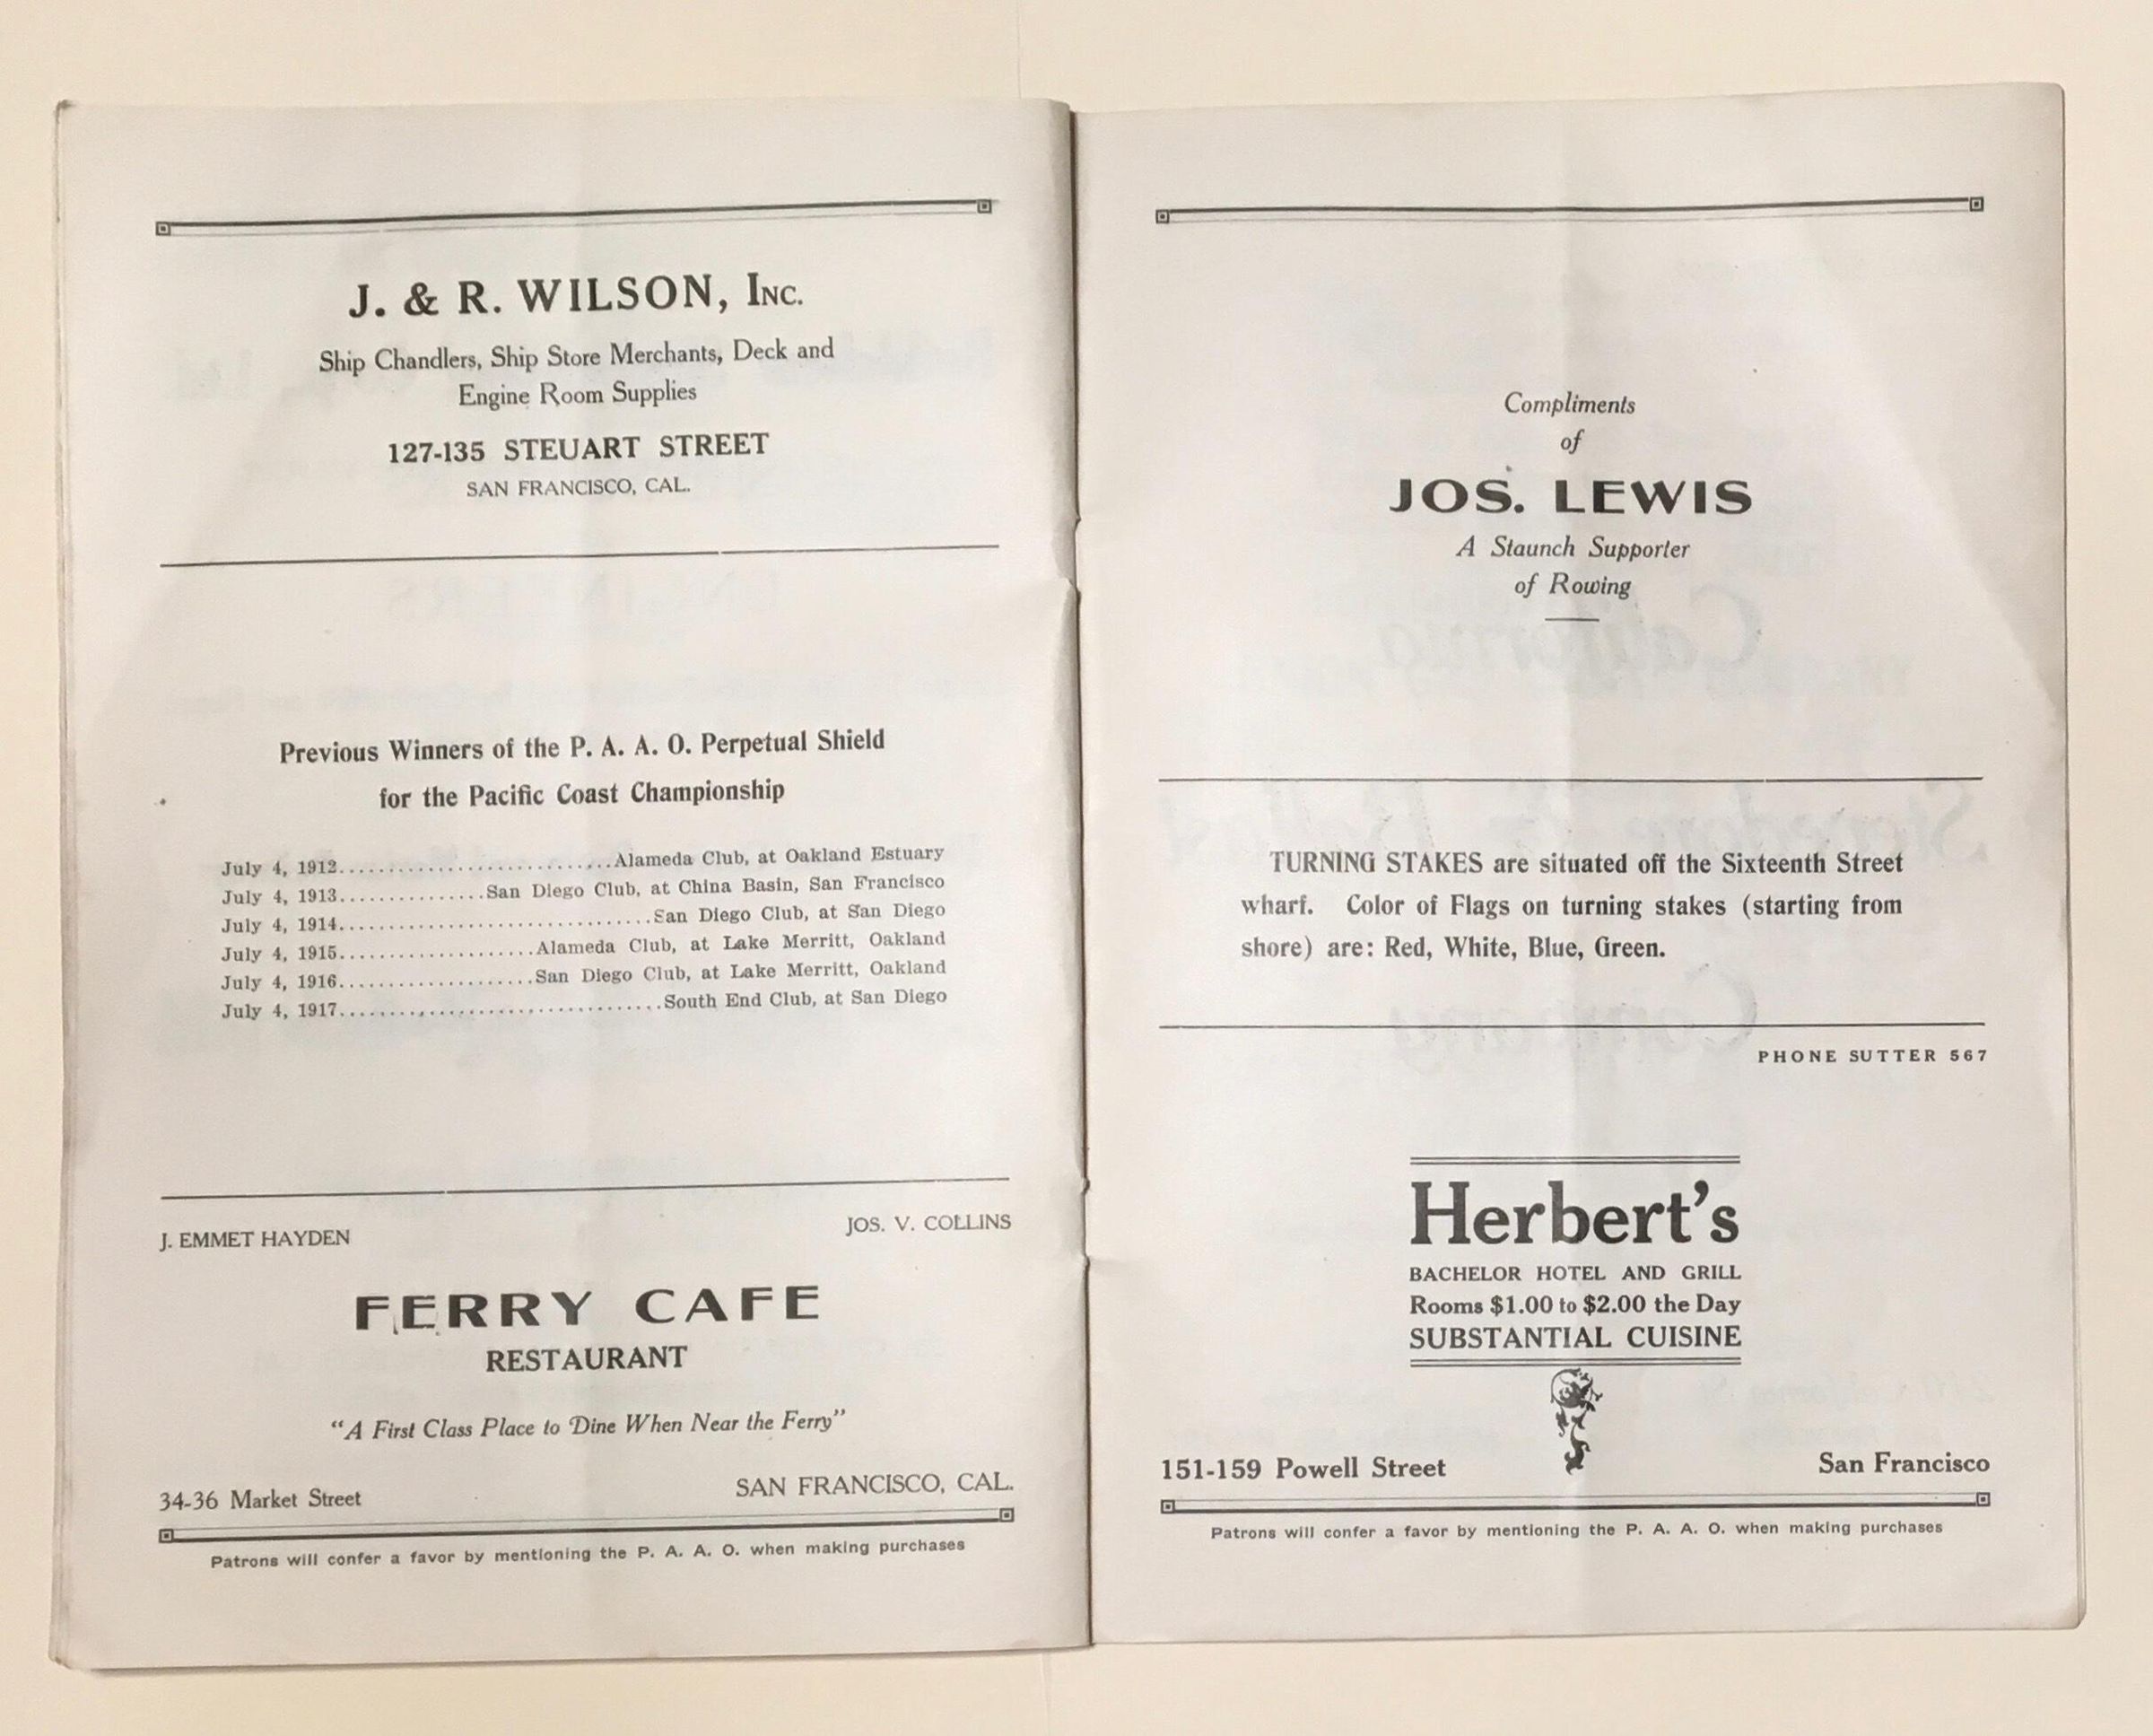 J. & R. WILSON, INC.
Ship Chandlers, Ship Store Merchants, Deck and
Engine Room Supplies
127-135 STEUART STREET
SAN FRANCISCO, CAL.
Previous Winners of the P. A. A. O. Perpetual Shield
for the Pacific Coast Championship
July 4, 1912............................Alameda Club, at Oakland Estuary
July 4, 1913...............San Diego Club, at China Basin, San Francisco
July 4, 1914................................San Diego Club, at San Diego
July 4, 1915....................Alameda Club, at Lake Merritt, Oakland
July 4, 1916....................San Diego Club, at Lake Merritt, Oakland
July 4, 1917.................................South End Club, at San Diego
J. EMMET HAYDEN JOS. V. COLLINS
FERRY CAFE
RESTAURANT
"A First Class Place to Dine When Near the Ferry"
34-36 Market Street SAN FRANCISCO, CAL.
Patrons will confer a favor by mentioning the P. A. A. O. when making purchases
Compliments
of
JOS. LEWIS
A Staunch Supporter
of Rowing
TURNING STAKES are situated off the Sixteenth Street
wharf. Color of Flags on turning stakes (starting from
shore) are: Red, White, Blue, Green.
PHONE SUTTER 567
Herbert's
BACHELOR HOTEL AND GRILL
Rooms $1.00 to $2.00 the Day
SUBSTANTIAL CUISINE
151-159 Powell Street San Francisco
Patrons will confer a favor by mentioning the P. A. A. O. when making purchases